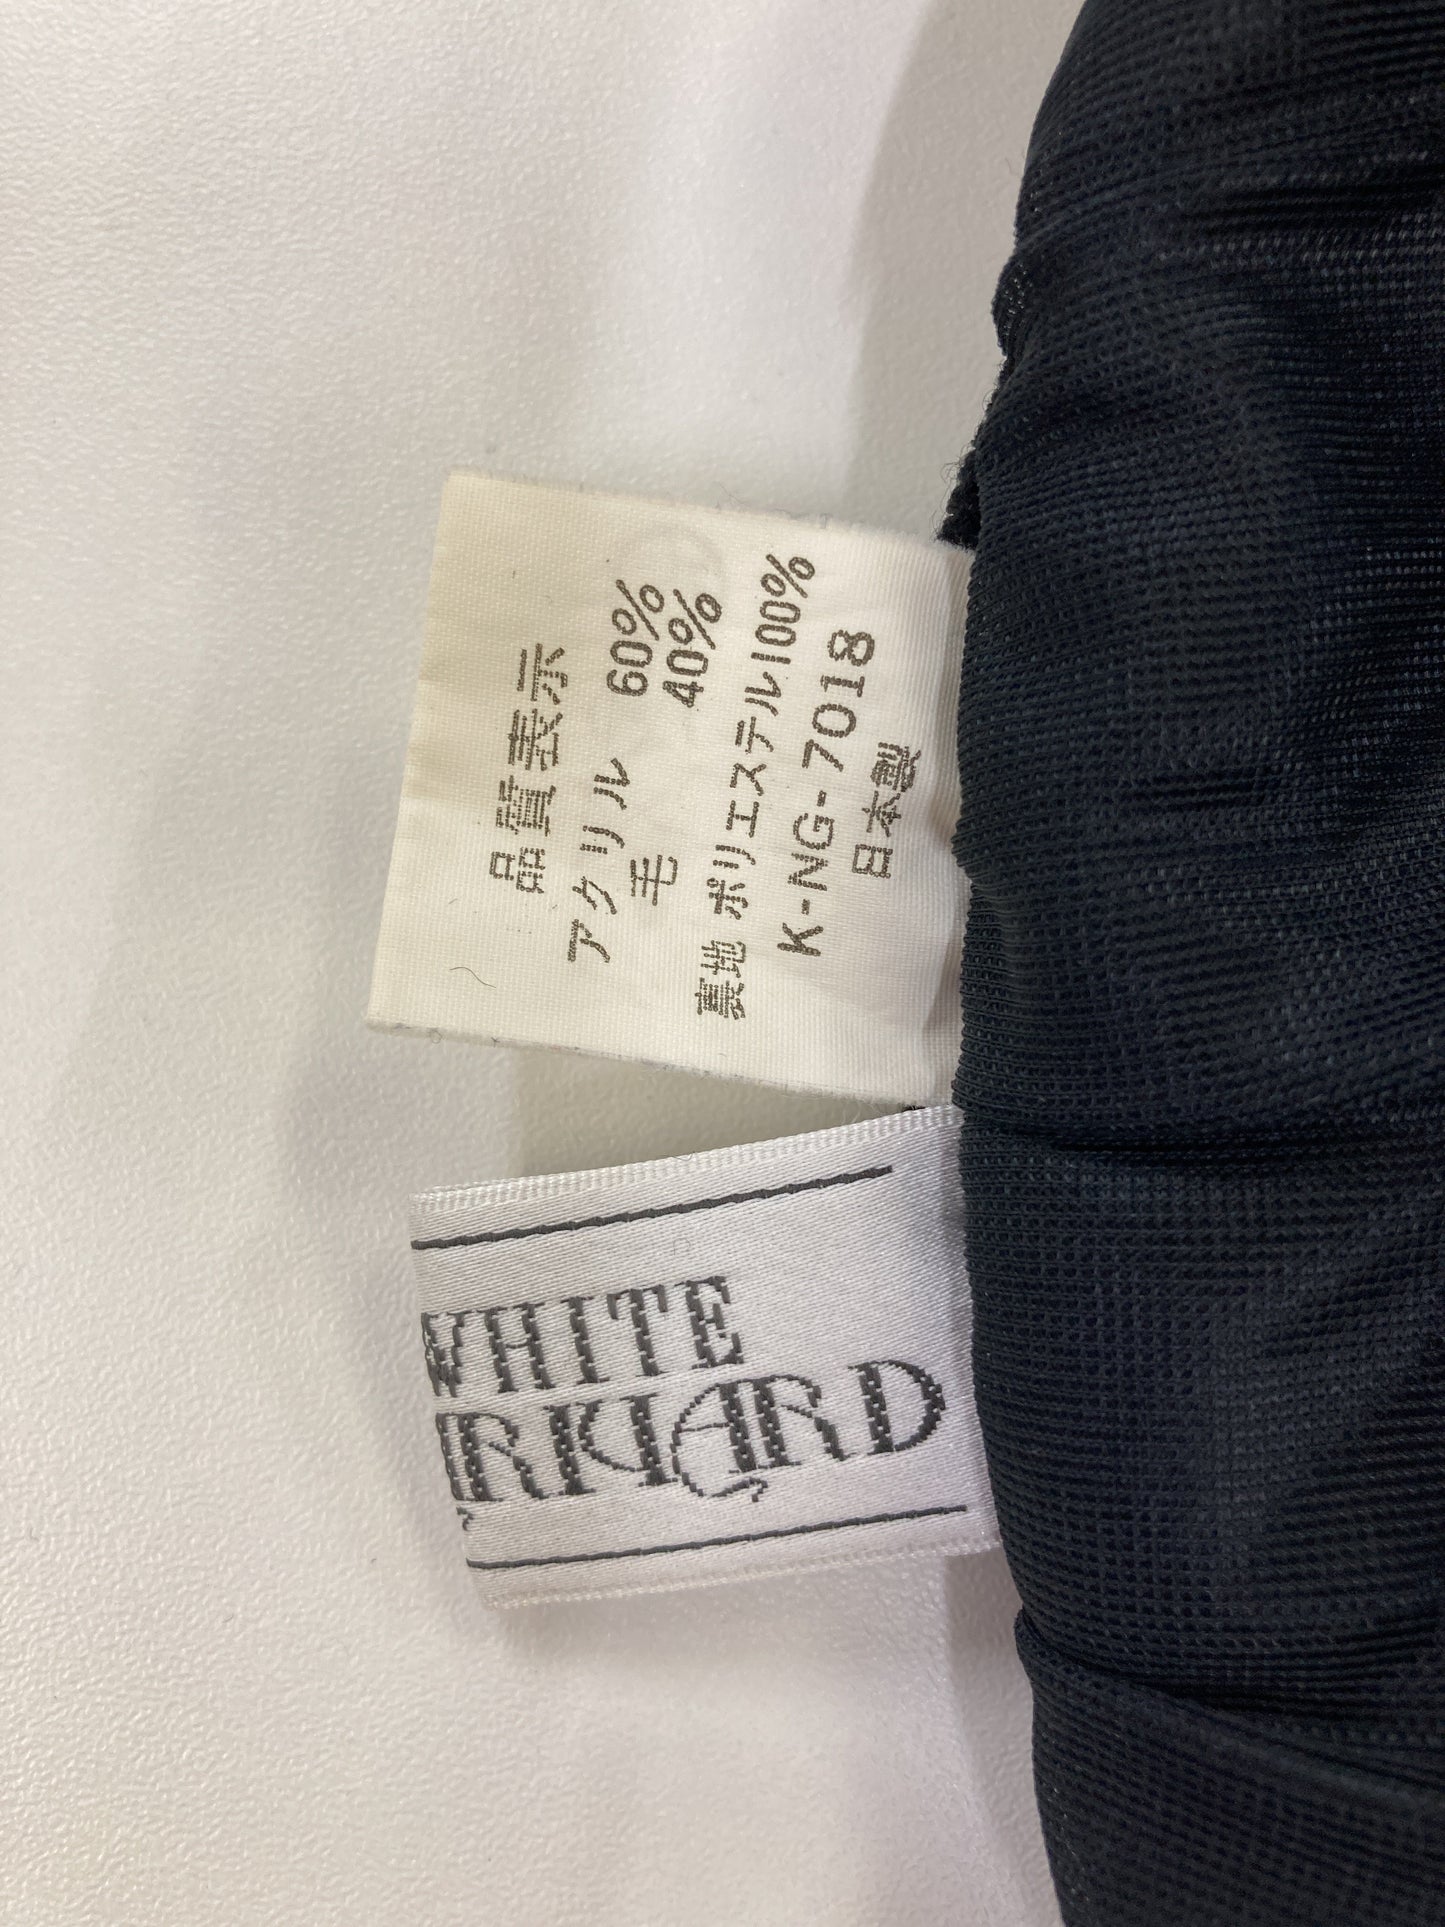 品質表示
アクリル 60%
毛 40%
裏地 ポリエステル100%
K-NG-7018
日本製
WHITE